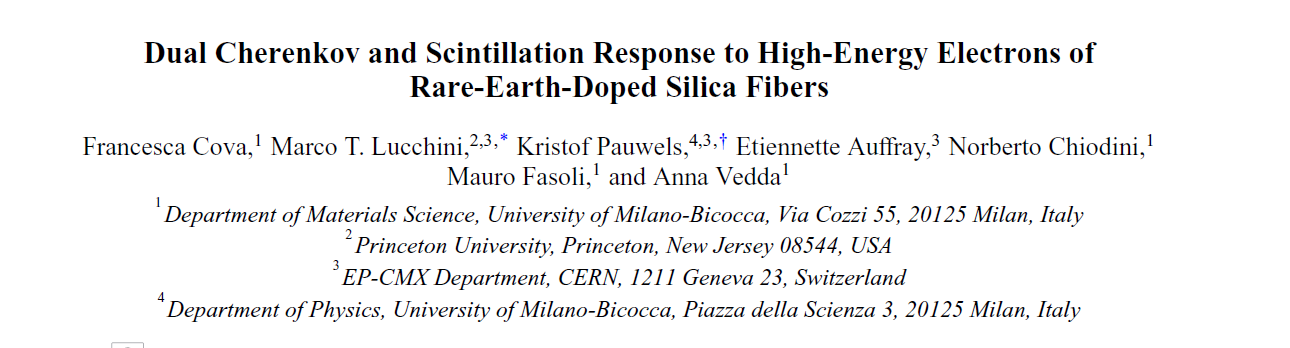 Dual Cherenkov and Scintillation Response to High-Energy Electrons of
Rare-Earth-Doped Silica Fibers
Francesca Cova,1 Marco T. Lucchini,2,3,* Kristof Pauwels,4,3,† Etiennette Auffray,3 Norberto Chiodini,1
Mauro Fasoli,1 and Anna Vedda1
1Department of Materials Science, University of Milano-Bicocca, Via Cozzi 55, 20125 Milan, Italy
2Princeton University, Princeton, New Jersey 08544, USA
3EP-CMX Department, CERN, 1211 Geneva 23, Switzerland
4Department of Physics, University of Milano-Bicocca, Piazza della Scienza 3, 20125 Milan, Italy